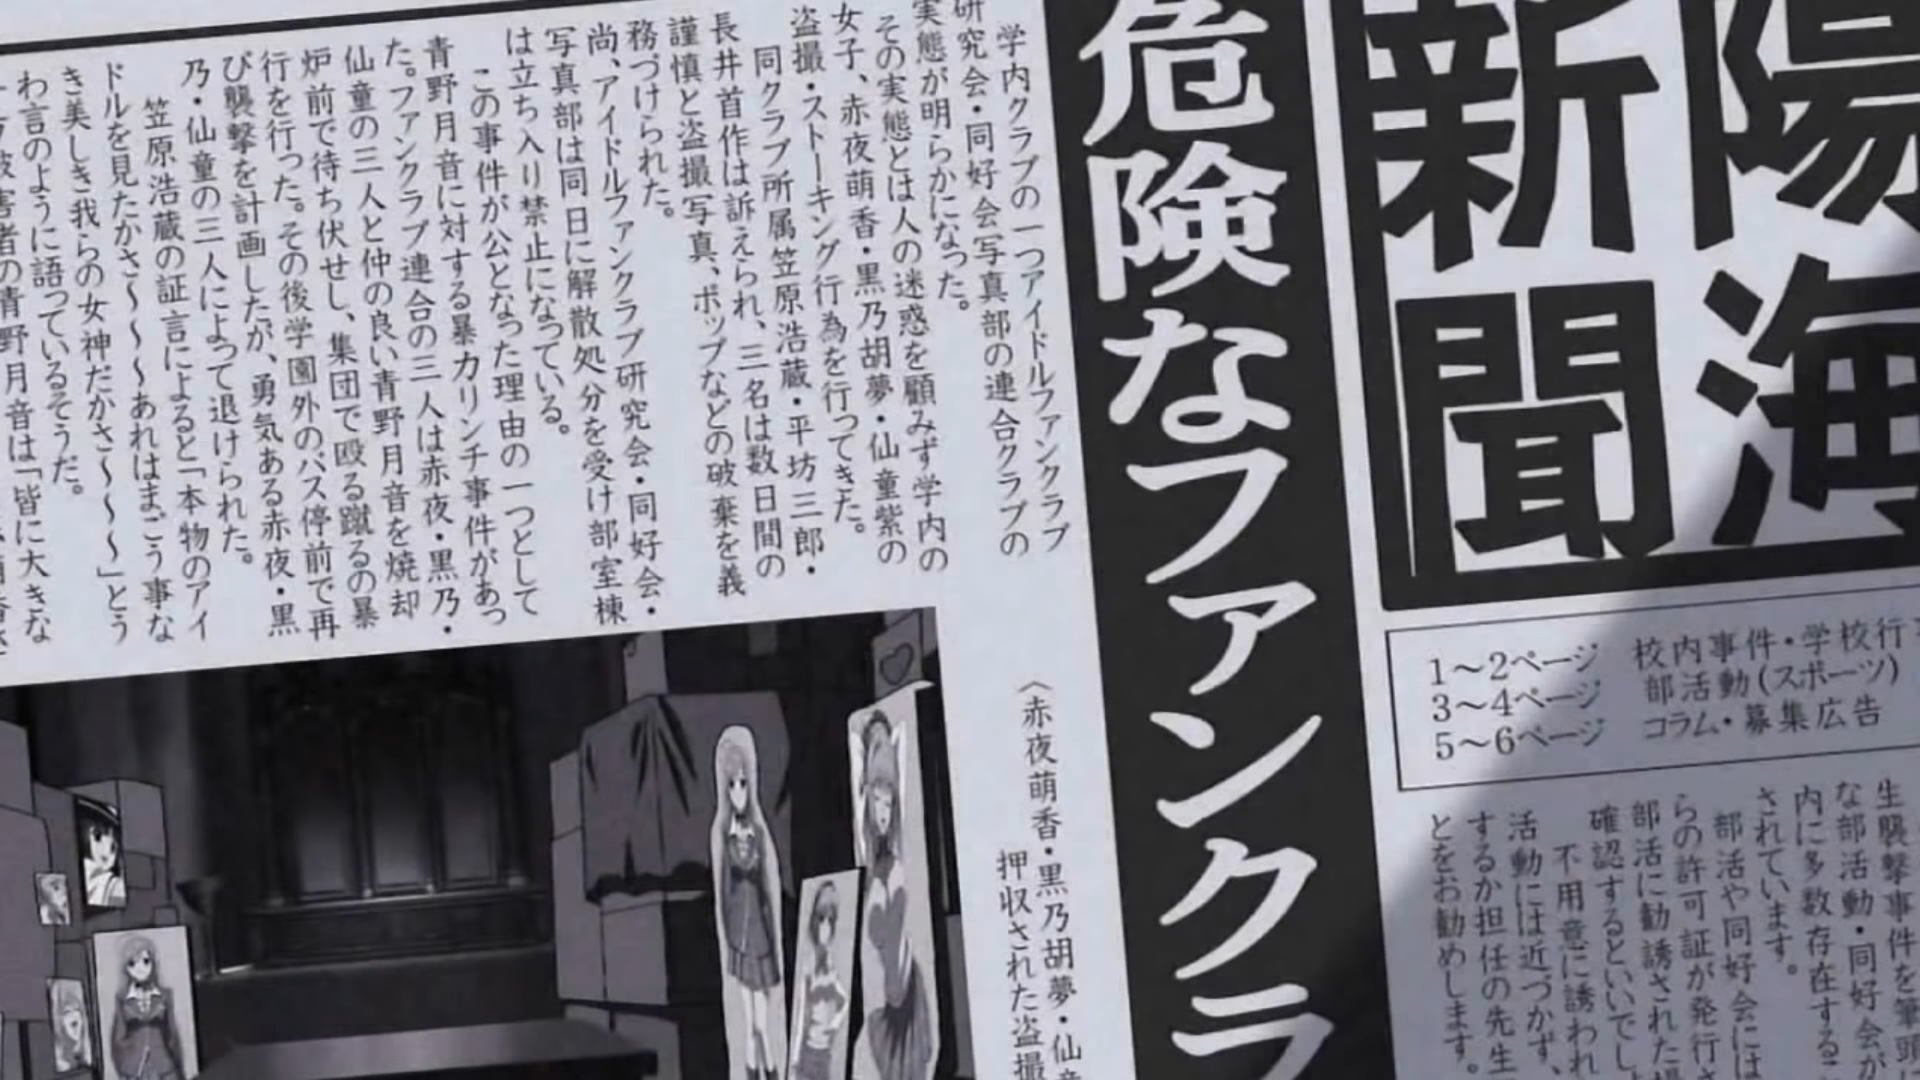 陽海
新聞
1～2ページ　校内事件・学校行
3～4ページ　部活動(スポーツ)
5～6ページ　コラム・募集広告
生襲撃事件を筆頭に
な部活動・同好会が
内に多数存在する
されています。
部活や同好会には
らの許可証が発行さ
部活に勧誘された場
確認するといいでし
不用意に誘われ
活動には近づかず、
するか担任の先生
とをお勧めします。
危険なファンクラ
学内クラブの一つアイドルファンクラブ
研究会・同好会写真部の連合クラブの
実態が明らかになった。
その実態とは人の迷惑を顧みず学内の
女子、赤夜萌香・黒乃胡夢・仙童紫の
盗撮・ストーキング行為を行ってきた。
同クラブ所属笠原浩蔵・平坊三郎・
長井首作は訴えられ、三名は数日間の
謹慎と盗撮写真、ポップなどの破棄を義
務づけられた。
尚、アイドルファンクラブ研究会・同好会・
写真部は同日に解散処分を受け部室棟
は立ち入り禁止になっている。
この事件が公となった理由の一つとして
青野月音に対する暴力リンチ事件があっ
た。ファンクラブ連合の三人は赤夜・黒乃・
仙童の三人と仲の良い青野月音を焼却
炉前で待ち伏せし、集団で殴る蹴るの暴
行を行った。その後学園外のバス停前で再
び襲撃を計画したが、勇気ある赤夜・黒
乃・仙童の三人によって退けられた。
笠原浩蔵の証言によると「本物のアイ
ドルを見たかさ～～～～あれはまごう事な
き美しき我らの女神だかさ～～～～」とう
わ言のように語っているそうだ。
被害者の青野月音は「皆に大きな
〈赤夜萌香・黒乃胡夢・仙童
押収された盗撮